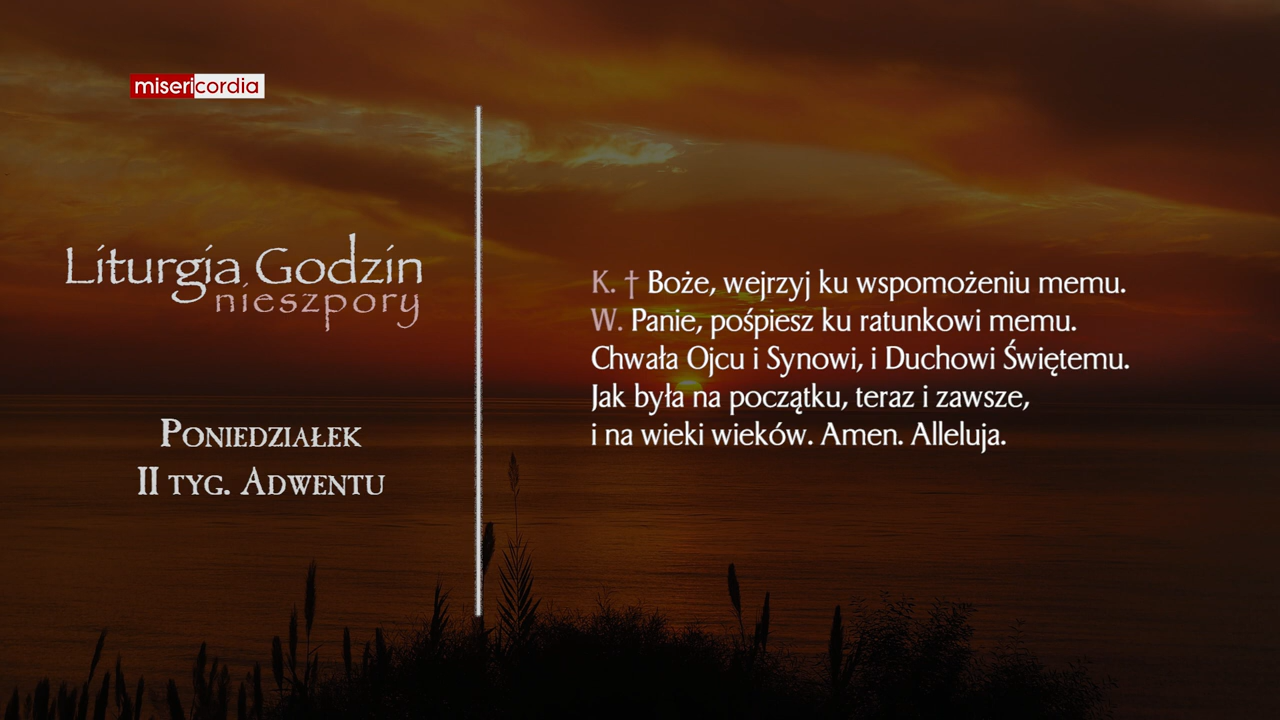 misericordia
Liturgia Godzin
nieszpory
Poniedziałek
II tyg. Adwentu
K. † Boże, wejrzyj ku wspomożeniu memu.
W. Panie, pośpiesz ku ratunkowi memu.
Chwała Ojcu i Synowi, i Duchowi Świętemu.
Jak była na początku, teraz i zawsze,
i na wieki wieków. Amen. Alleluja.